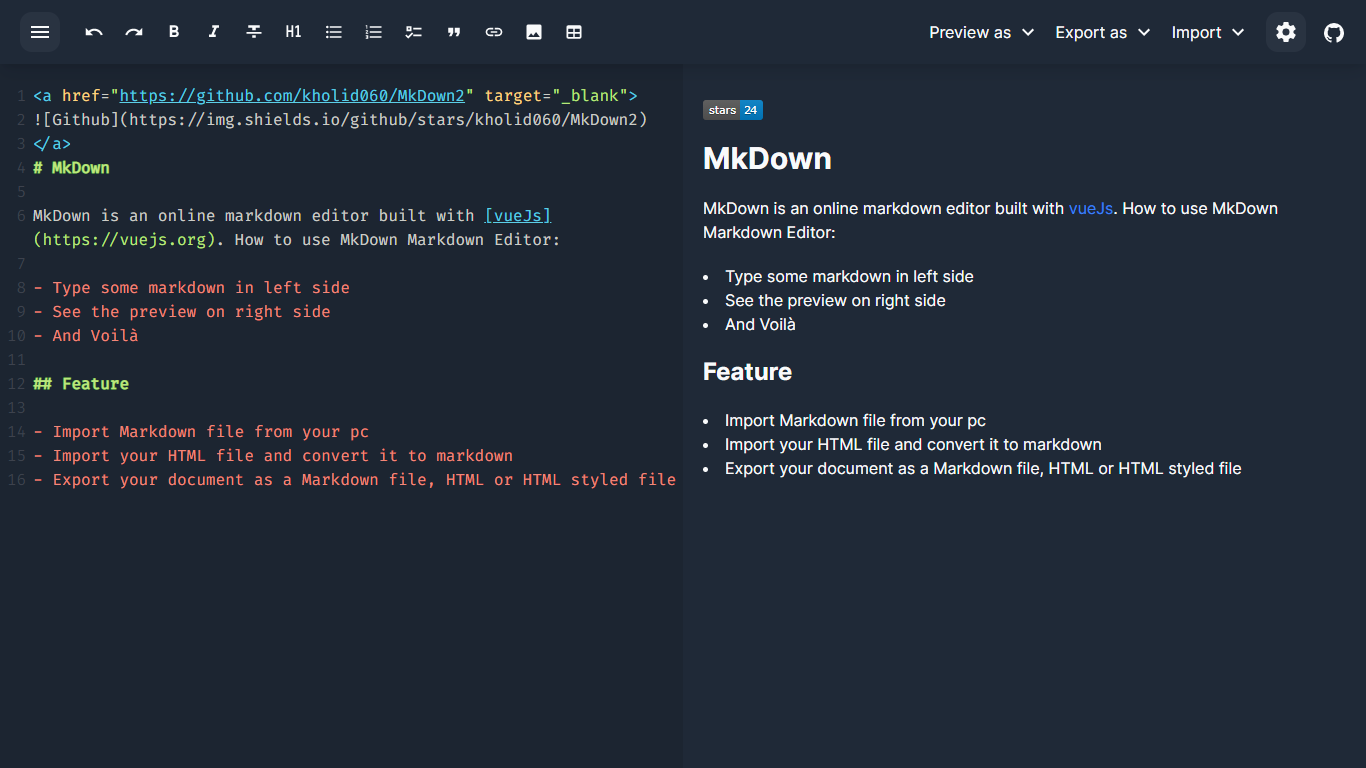 B I H1 Preview as Export as Import
1 <a href="https://github.com/kholid060/MkDown2" target="_blank">
2 ![Github](https://img.shields.io/github/stars/kholid060/MkDown2)
3 </a>
4 # MkDown
5
6 MkDown is an online markdown editor built with [vueJs]
(https://vuejs.org). How to use MkDown Markdown Editor:
7
8 - Type some markdown in left side
9 - See the preview on right side
10 - And Voilà
11
12 ## Feature
13
14 - Import Markdown file from your pc
15 - Import your HTML file and convert it to markdown
16 - Export your document as a Markdown file, HTML or HTML styled file
stars 24
MkDown
MkDown is an online markdown editor built with vueJs. How to use MkDown
Markdown Editor:
• Type some markdown in left side
• See the preview on right side
• And Voilà
Feature
• Import Markdown file from your pc
• Import your HTML file and convert it to markdown
• Export your document as a Markdown file, HTML or HTML styled file